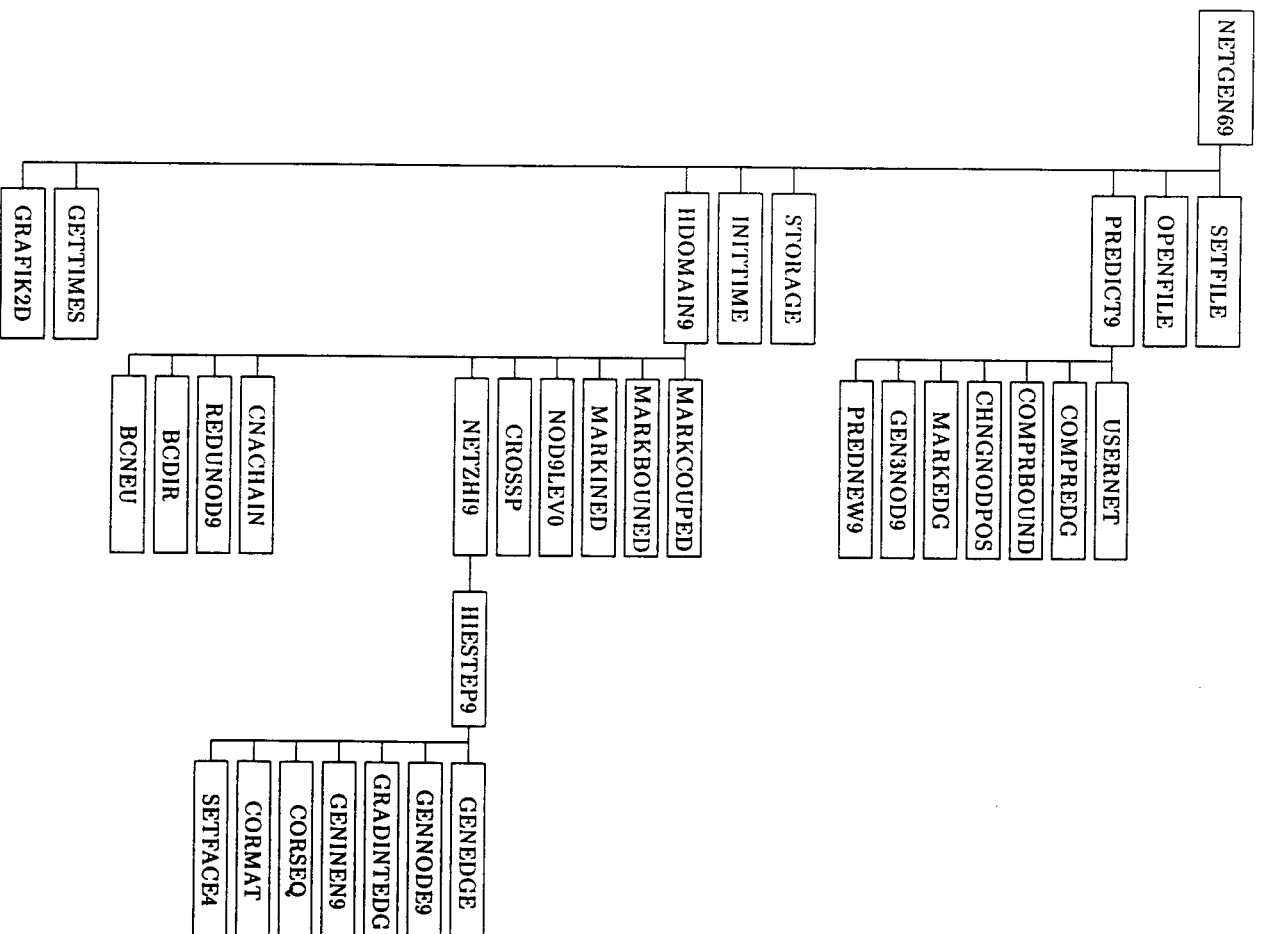 NETGEN69
SETFILE
OPENFILE
PREDICT9
USERNET
COMPREDG
COMPRBOUND
CHNGNODPOS
MARKEDG
GEN3NOD9
PREDNEW9
STORAGE
INITTIME
HDOMAIN9
MARKCOUPED
MARKBOUNED
MARKINED
NOD9LEV0
CROSSP
NETZHI9
HIESTEP9
GENEDGE
GENNODE9
GRADINTEDG
GENINEN9
CORSEQ
CORMAT
SETFACE4
CNACHAIN
REDUNOD9
BCDIR
BCNEU
GETTIMES
GRAFIK2D